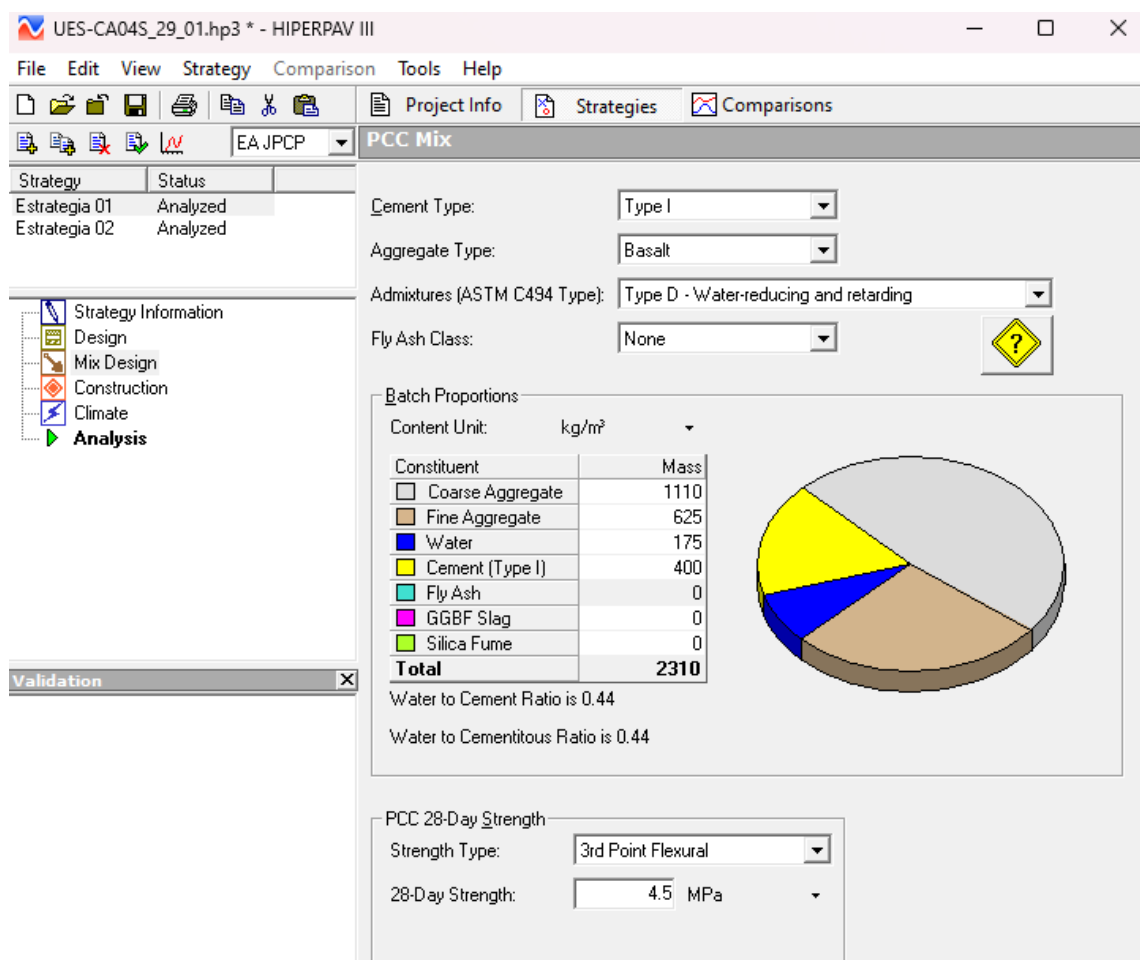 UES-CA04S_29_01.hp3 * - HIPERPAV III
File Edit View Strategy Comparison Tools Help
Project Info Strategies Comparisons
EA JPCP
PCC Mix
Strategy Status
Estrategia 01 Analyzed
Estrategia 02 Analyzed
Strategy Information
Design
Mix Design
Construction
Climate
Analysis
Validation
Cement Type: Type I
Aggregate Type: Basalt
Admixtures (ASTM C494 Type): Type D - Water-reducing and retarding
Fly Ash Class: None
?
Batch Proportions
Content Unit: kg/m³
Constituent Mass
Coarse Aggregate 1110
Fine Aggregate 625
Water 175
Cement (Type I) 400
Fly Ash 0
GGBF Slag 0
Silica Fume 0
Total 2310
Water to Cement Ratio is 0.44
Water to Cementitous Ratio is 0.44
PCC 28-Day Strength
Strength Type: 3rd Point Flexural
28-Day Strength: 4.5 MPa